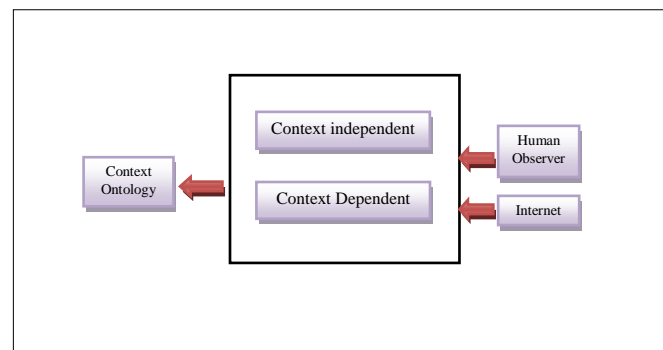 Context independent
Human
Observer
Context
Ontology
Context Dependent
Internet